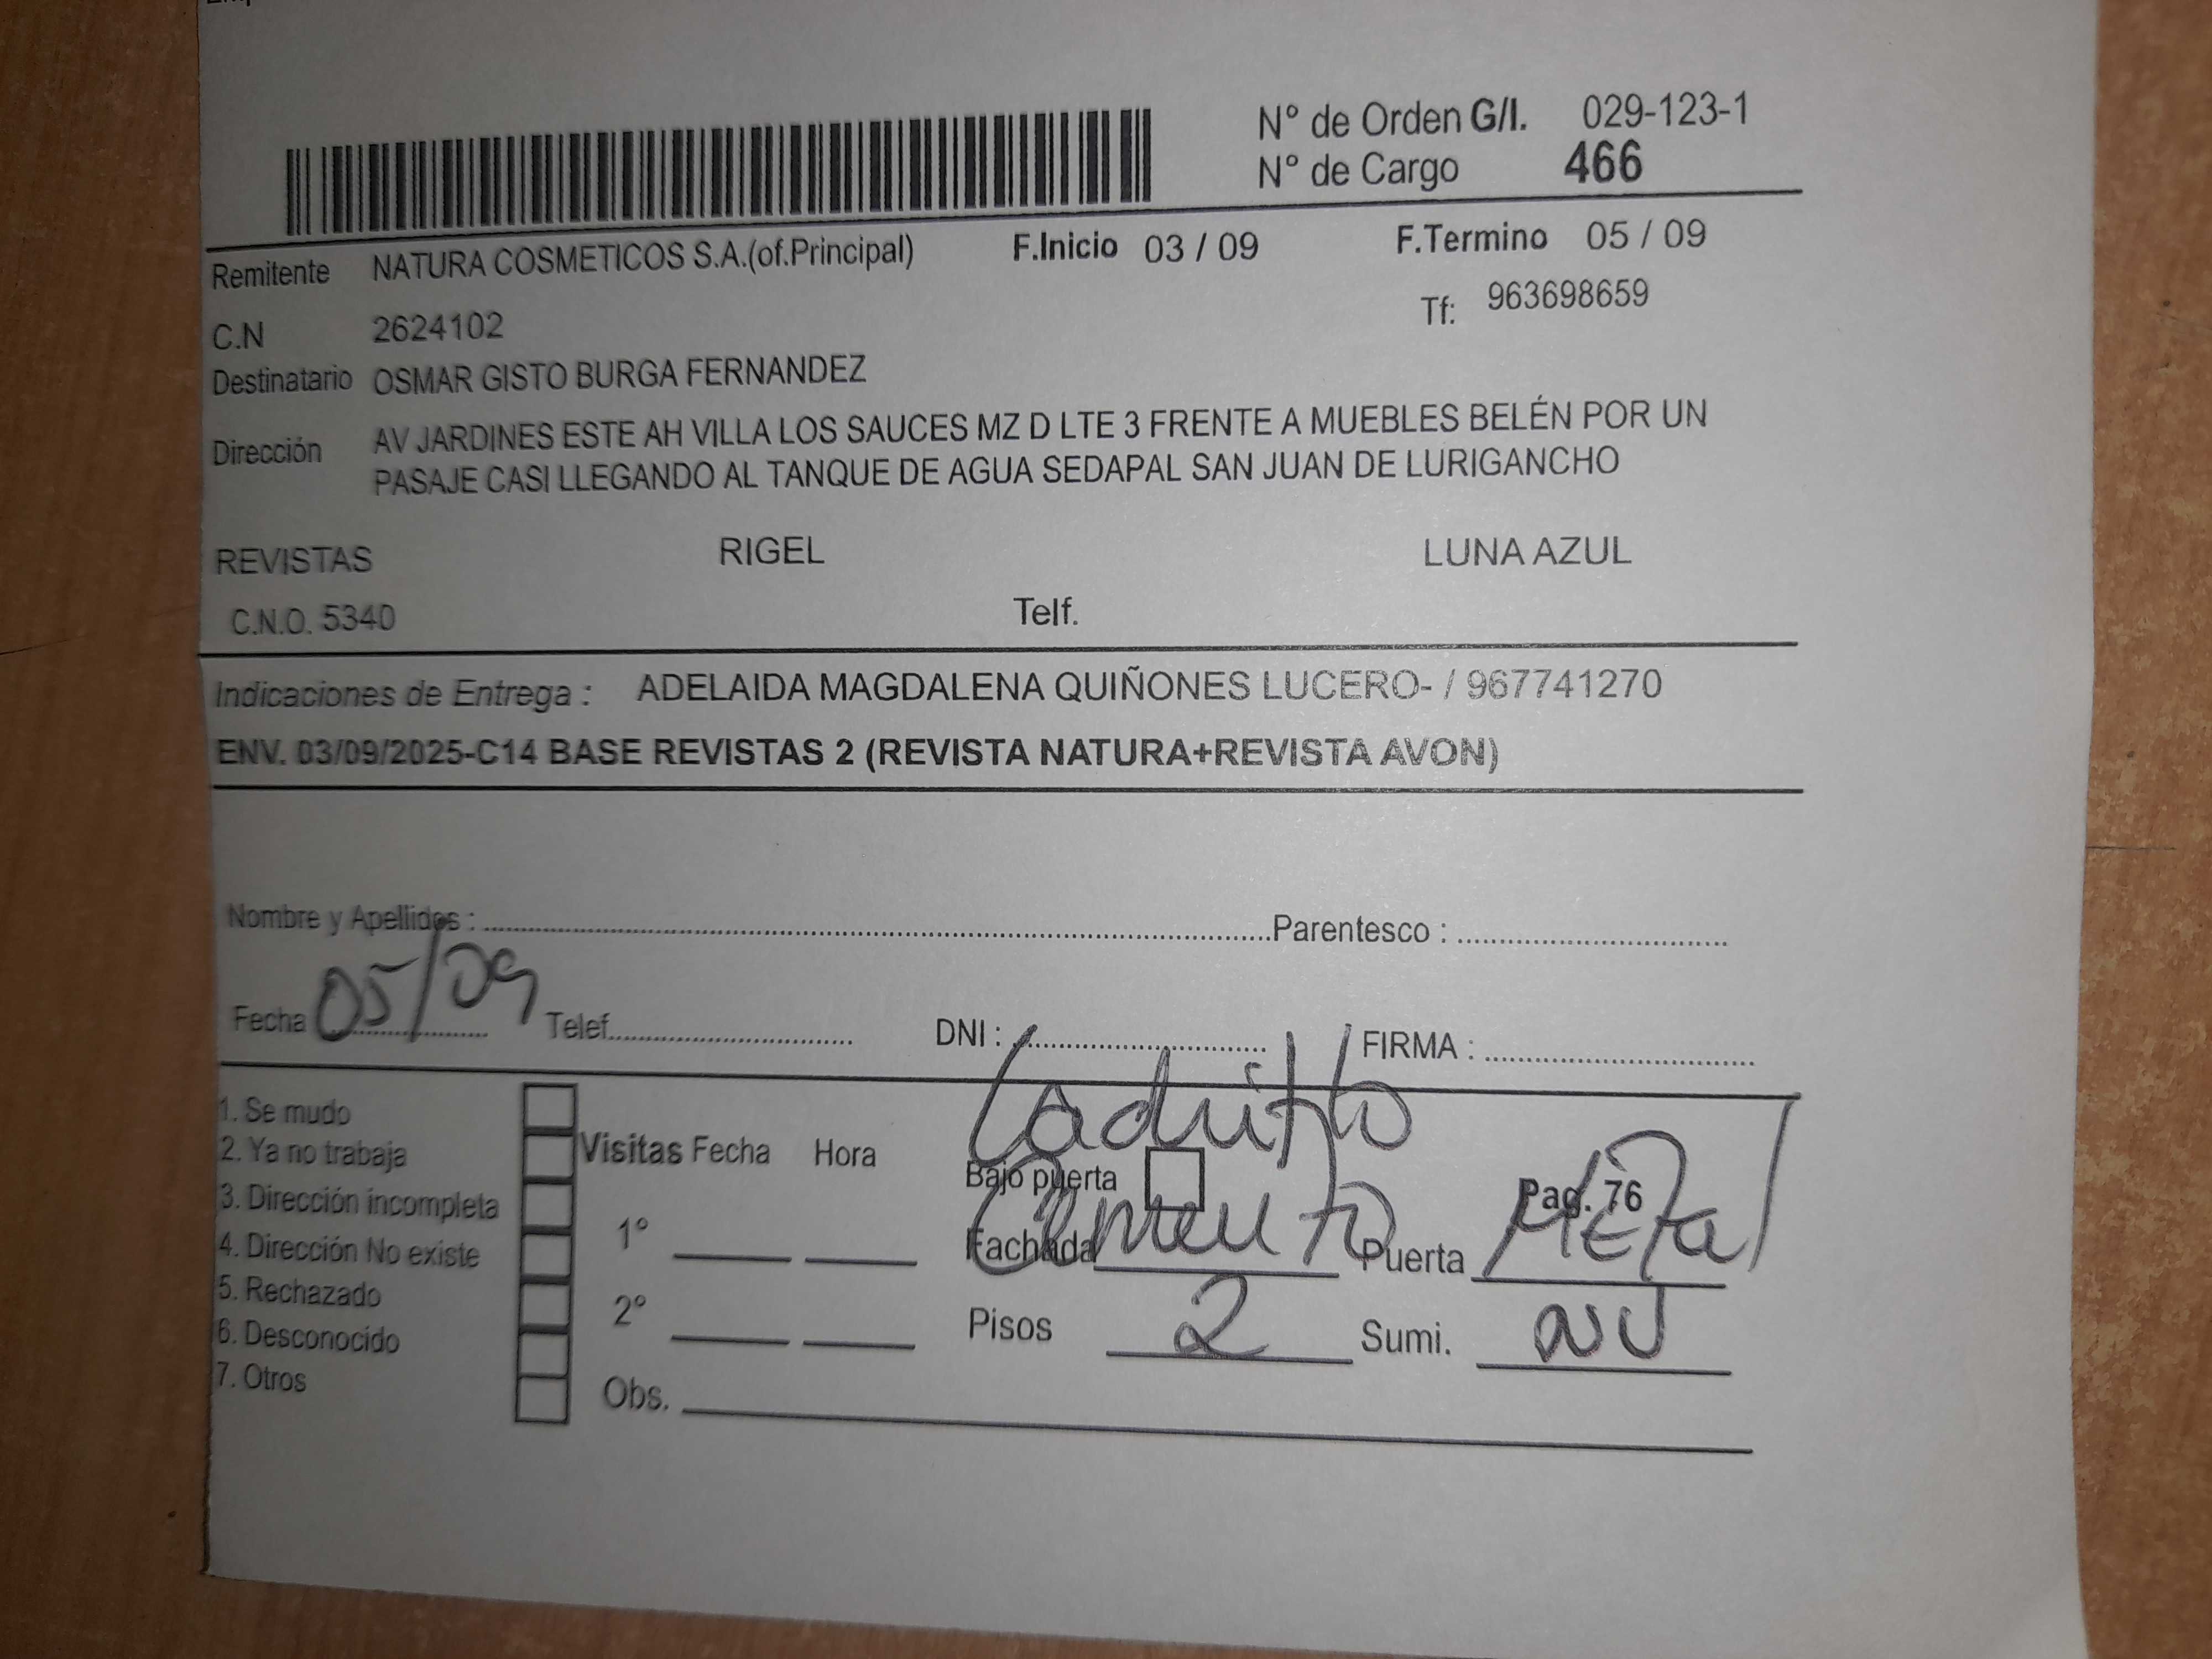 N° de Orden G/I. 029-123-1
N° de Cargo 466
Remitente NATURA COSMETICOS S.A.(of.Principal) F.Inicio 03 / 09 F.Termino 05 / 09
Tf: 963698659
C.N 2624102
Destinatario OSMAR GISTO BURGA FERNANDEZ
Dirección AV JARDINES ESTE AH VILLA LOS SAUCES MZ D LTE 3 FRENTE A MUEBLES BELÉN POR UN
PASAJE CASI LLEGANDO AL TANQUE DE AGUA SEDAPAL SAN JUAN DE LURIGANCHO
REVISTAS RIGEL LUNA AZUL
C.N.O. 5340 Telf.
Indicaciones de Entrega : ADELAIDA MAGDALENA QUIÑONES LUCERO- / 967741270
ENV. 03/09/2025-C14 BASE REVISTAS 2 (REVISTA NATURA+REVISTA AVON)
Nombre y Apellidos : Parentesco :
Fecha 05/09 Telef. DNI : FIRMA :
Ladrillo
1. Se mudo
2. Ya no trabaja
3. Dirección incompleta
4. Dirección No existe
5. Rechazado
6. Desconocido
7. Otros
Visitas Fecha Hora
1°
2°
Obs.
Bajo puerta Pag. 76
Fachada Cemento Puerta Metal
Pisos 2 Sumi. NV